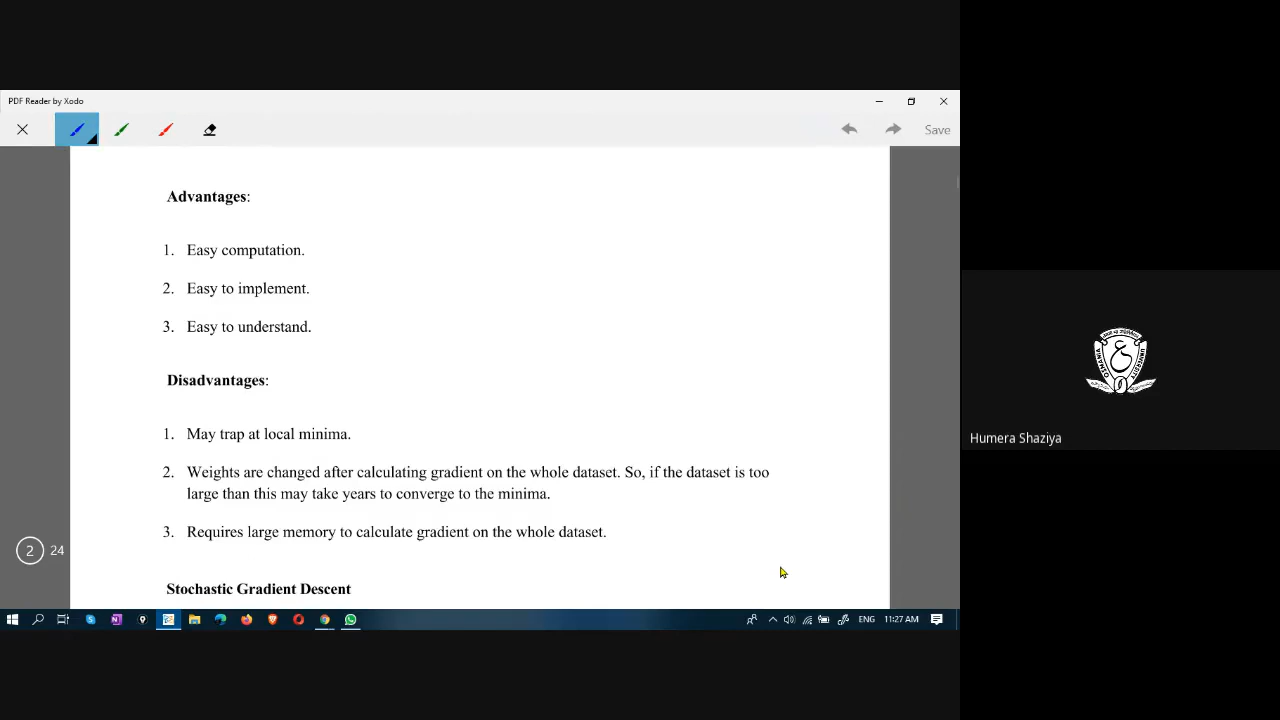 PDF Reader by Xodo
Save
Advantages:
1. Easy computation.
2. Easy to implement.
3. Easy to understand.
Disadvantages:
1. May trap at local minima.
2. Weights are changed after calculating gradient on the whole dataset. So, if the dataset is too
large than this may take years to converge to the minima.
3. Requires large memory to calculate gradient on the whole dataset.
2 24
Stochastic Gradient Descent
ENG 11:27 AM
Humera Shaziya